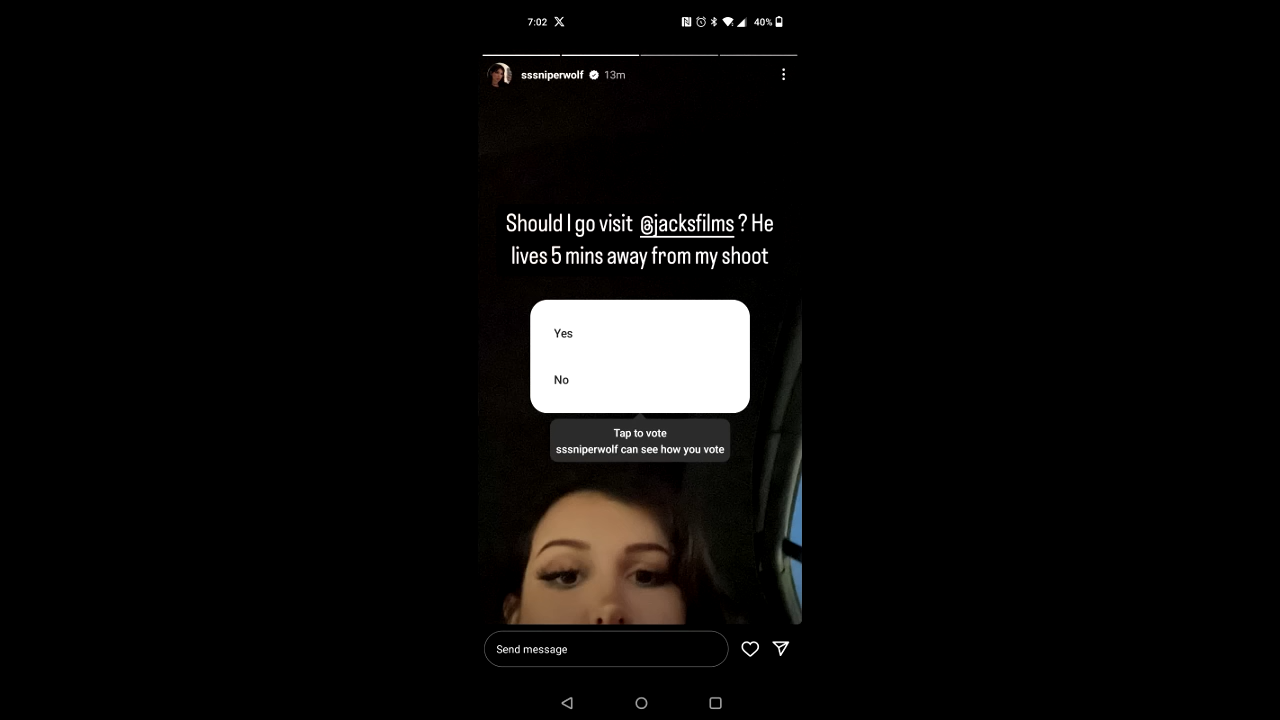 7:02 40%
sssniperwolf 13m
Should I go visit @jacksfilms ? He
lives 5 mins away from my shoot
Yes
No
Tap to vote
sssniperwolf can see how you vote
Send message